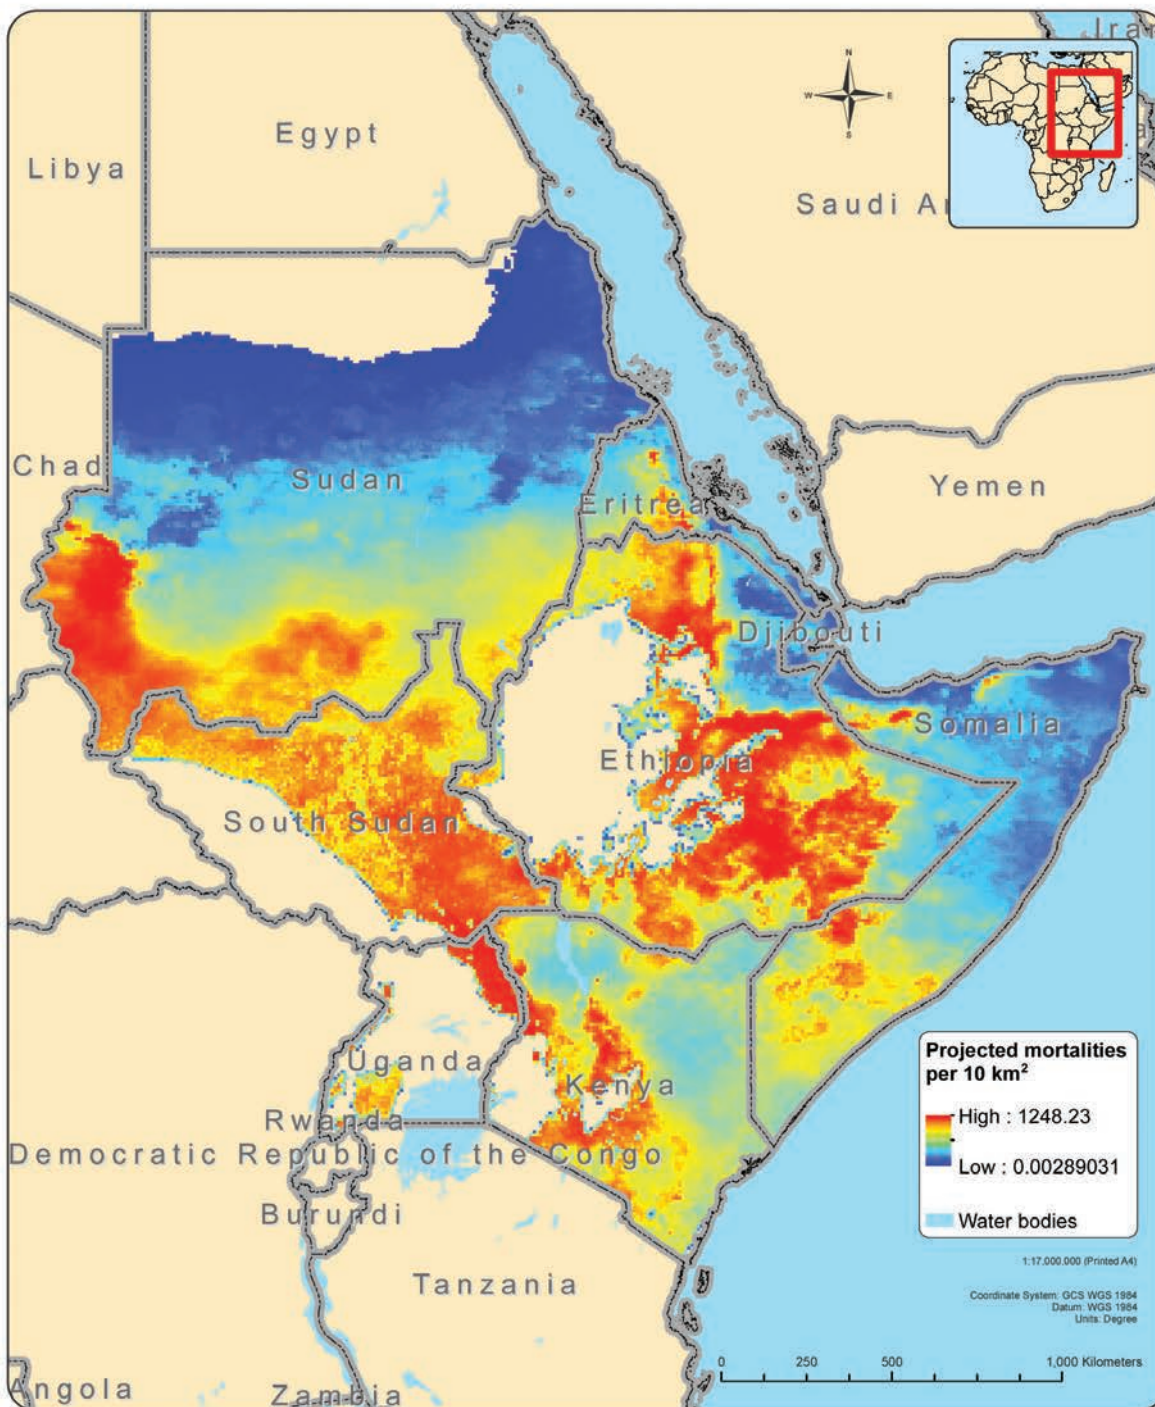 Iran
N
W E
S
Egypt
Libya
Saudi Ar
Chad
Sudan
Eritrea
Yemen
Djibouti
Somalia
Ethiopia
South Sudan
Uganda
Kenya
Rwanda
Democratic Republic of the Congo
Burundi
Tanzania
Angola
Zambia
Projected mortalities
per 10 km²
High : 1248.23
Low : 0.00289031
Water bodies
1:17.000.000 (Printed A4)
Coordinate System: GCS WGS 1984
Datum: WGS 1984
Units: Degree
0 250 500 1,000 Kilometers